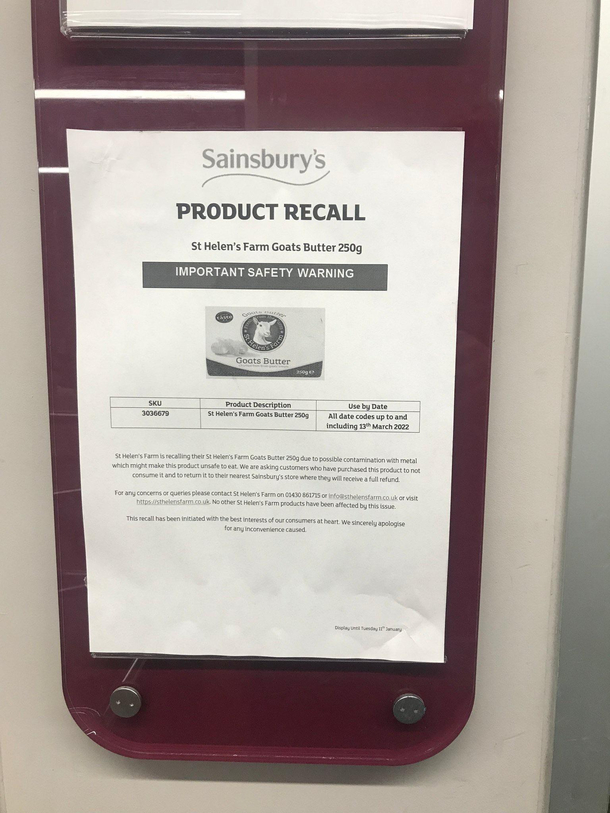 Sainsbury's
PRODUCT RECALL
St Helen's Farm Goats Butter 250g
IMPORTANT SAFETY WARNING
Goats Butter
St Helen's Farm
Goats Butter
250g e
SKU Product Description Use by Date
3036679 St Helen's Farm Goats Butter 250g All date codes up to and
including 13th March 2022
St Helen's Farm is recalling their St Helen's Farm Goats Butter 250g due to possible contamination with metal
which might make this product unsafe to eat. We are asking customers who have purchased this product to not
consume it and to return it to their nearest Sainsbury's store where they will receive a full refund.
For any concerns or queries please contact St Helen's Farm on 01430 861715 or info@sthelensfarm.co.uk or visit
https://sthelensfarm.co.uk. No other St Helen's Farm products have been affected by this issue.
This recall has been initiated with the best interests of our consumers at heart. We sincerely apologise
for any inconvenience caused.
Display Until Tuesday 11th January